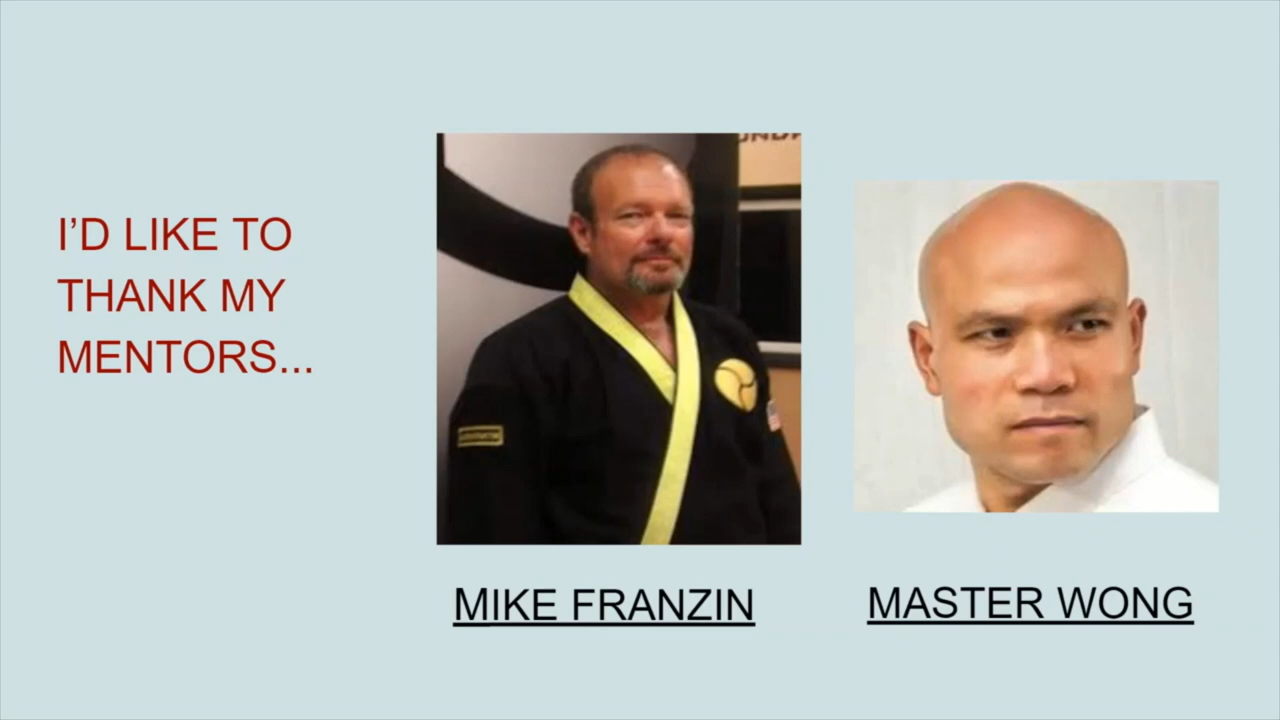 I’D LIKE TO
THANK MY
MENTORS...
MIKE FRANZIN
MASTER WONG